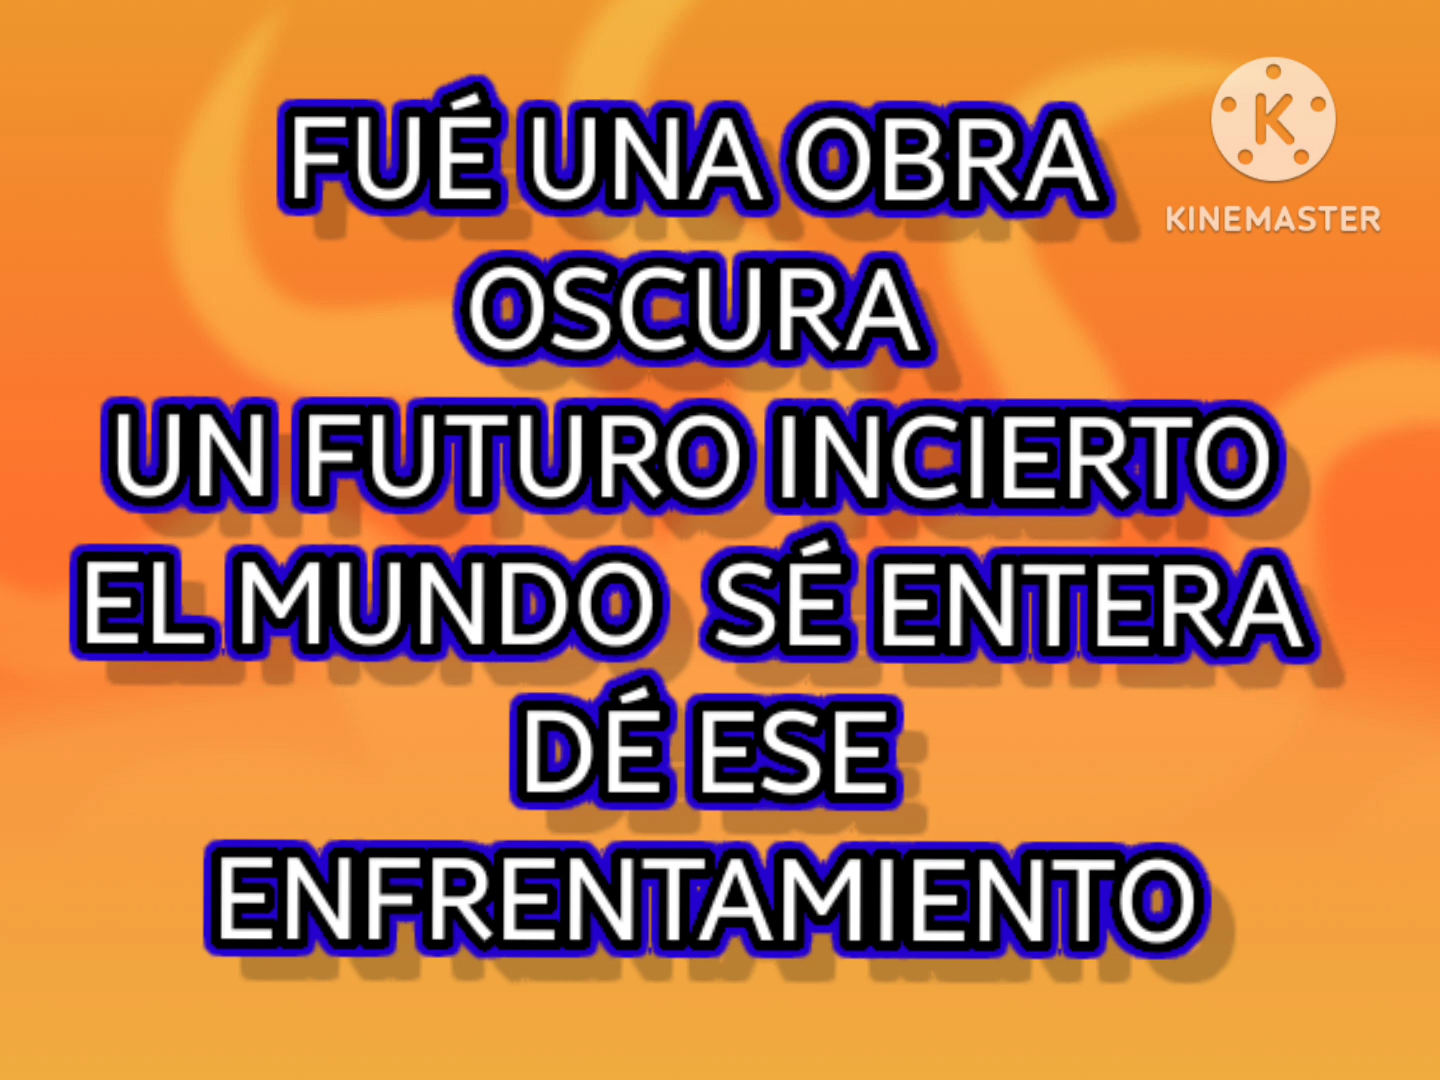 FUÉ UNA OBRA
OSCURA
UN FUTURO INCIERTO
EL MUNDO SÉ ENTERA
DÉ ESE
ENFRENTAMIENTO
K
KINEMASTER